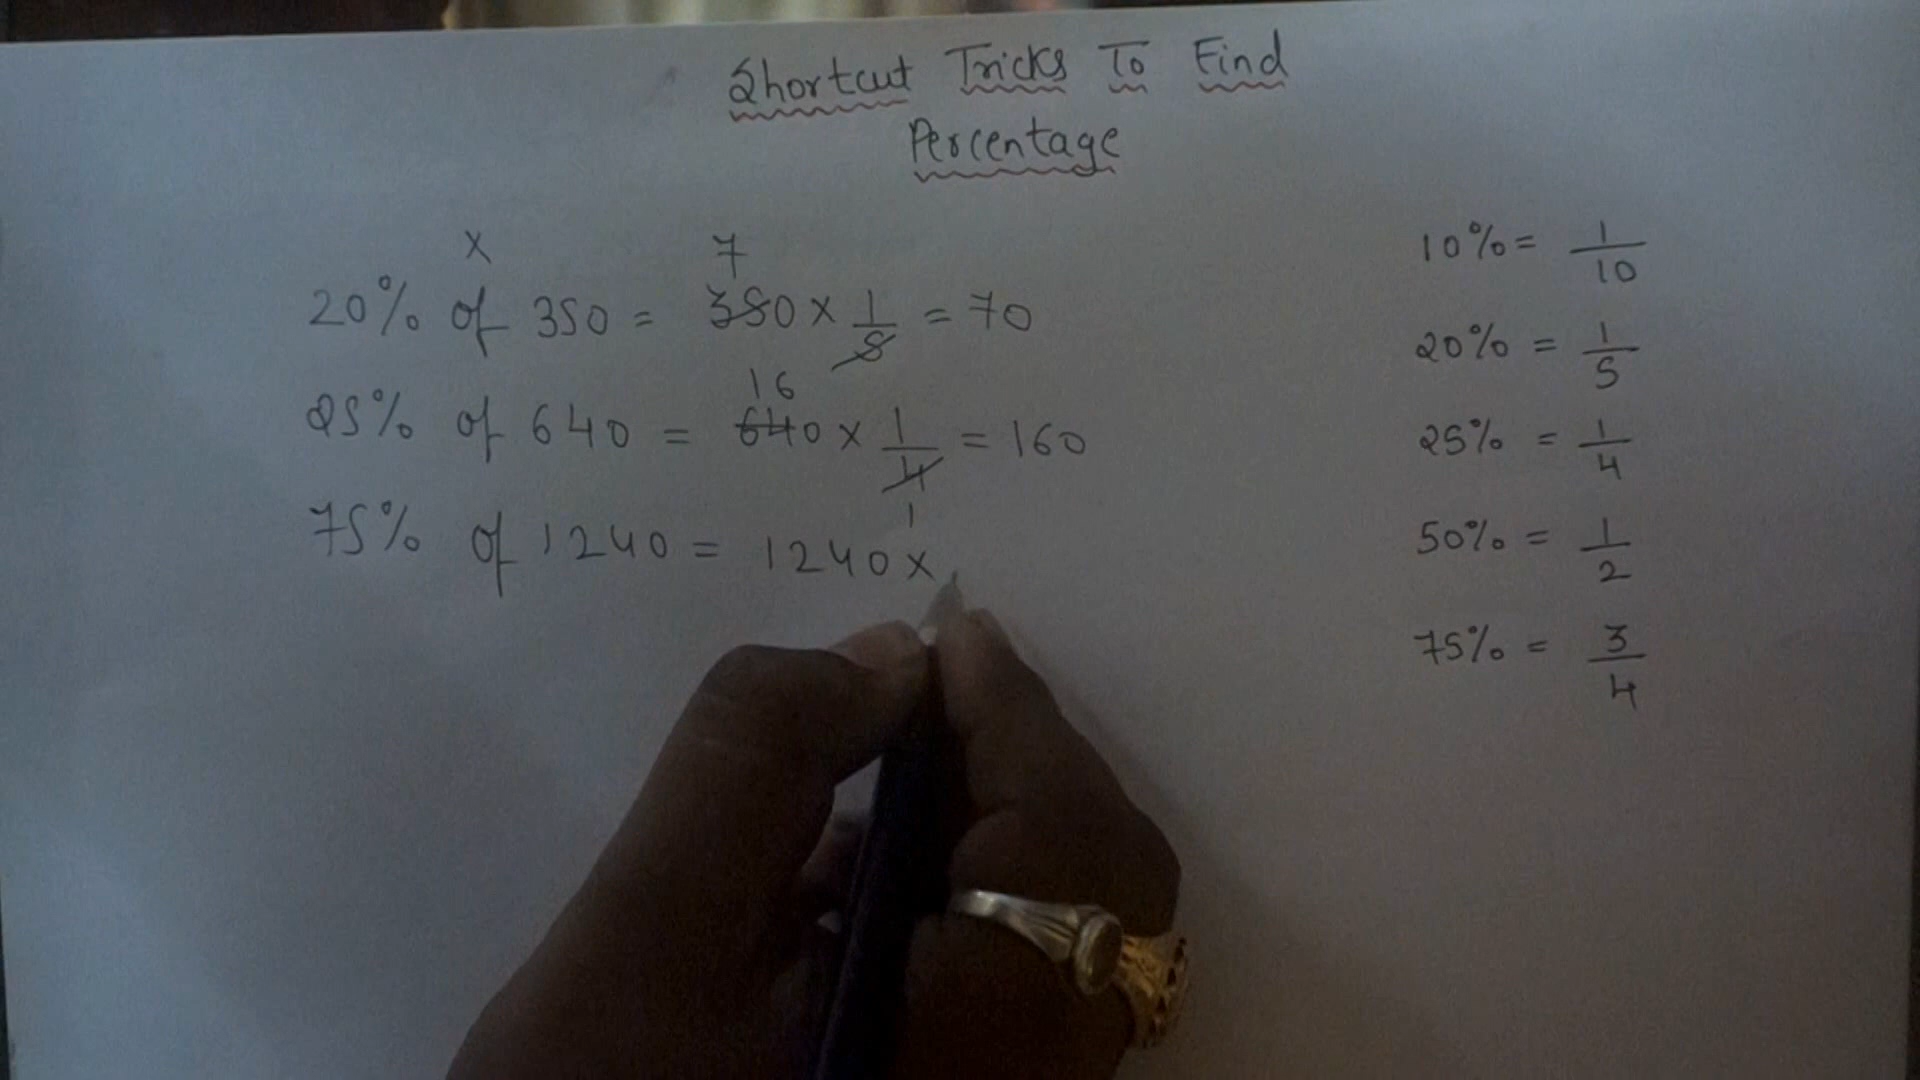 Shortcut Tricks To Find
Percentage
x
7
20% of 350 = 350 x 1/5 = 70
16
25% of 640 = 640 x 1/4 = 160
1
75% of 1240 = 1240 x
10% = 1/10
20% = 1/5
25% = 1/4
50% = 1/2
75% = 3/4